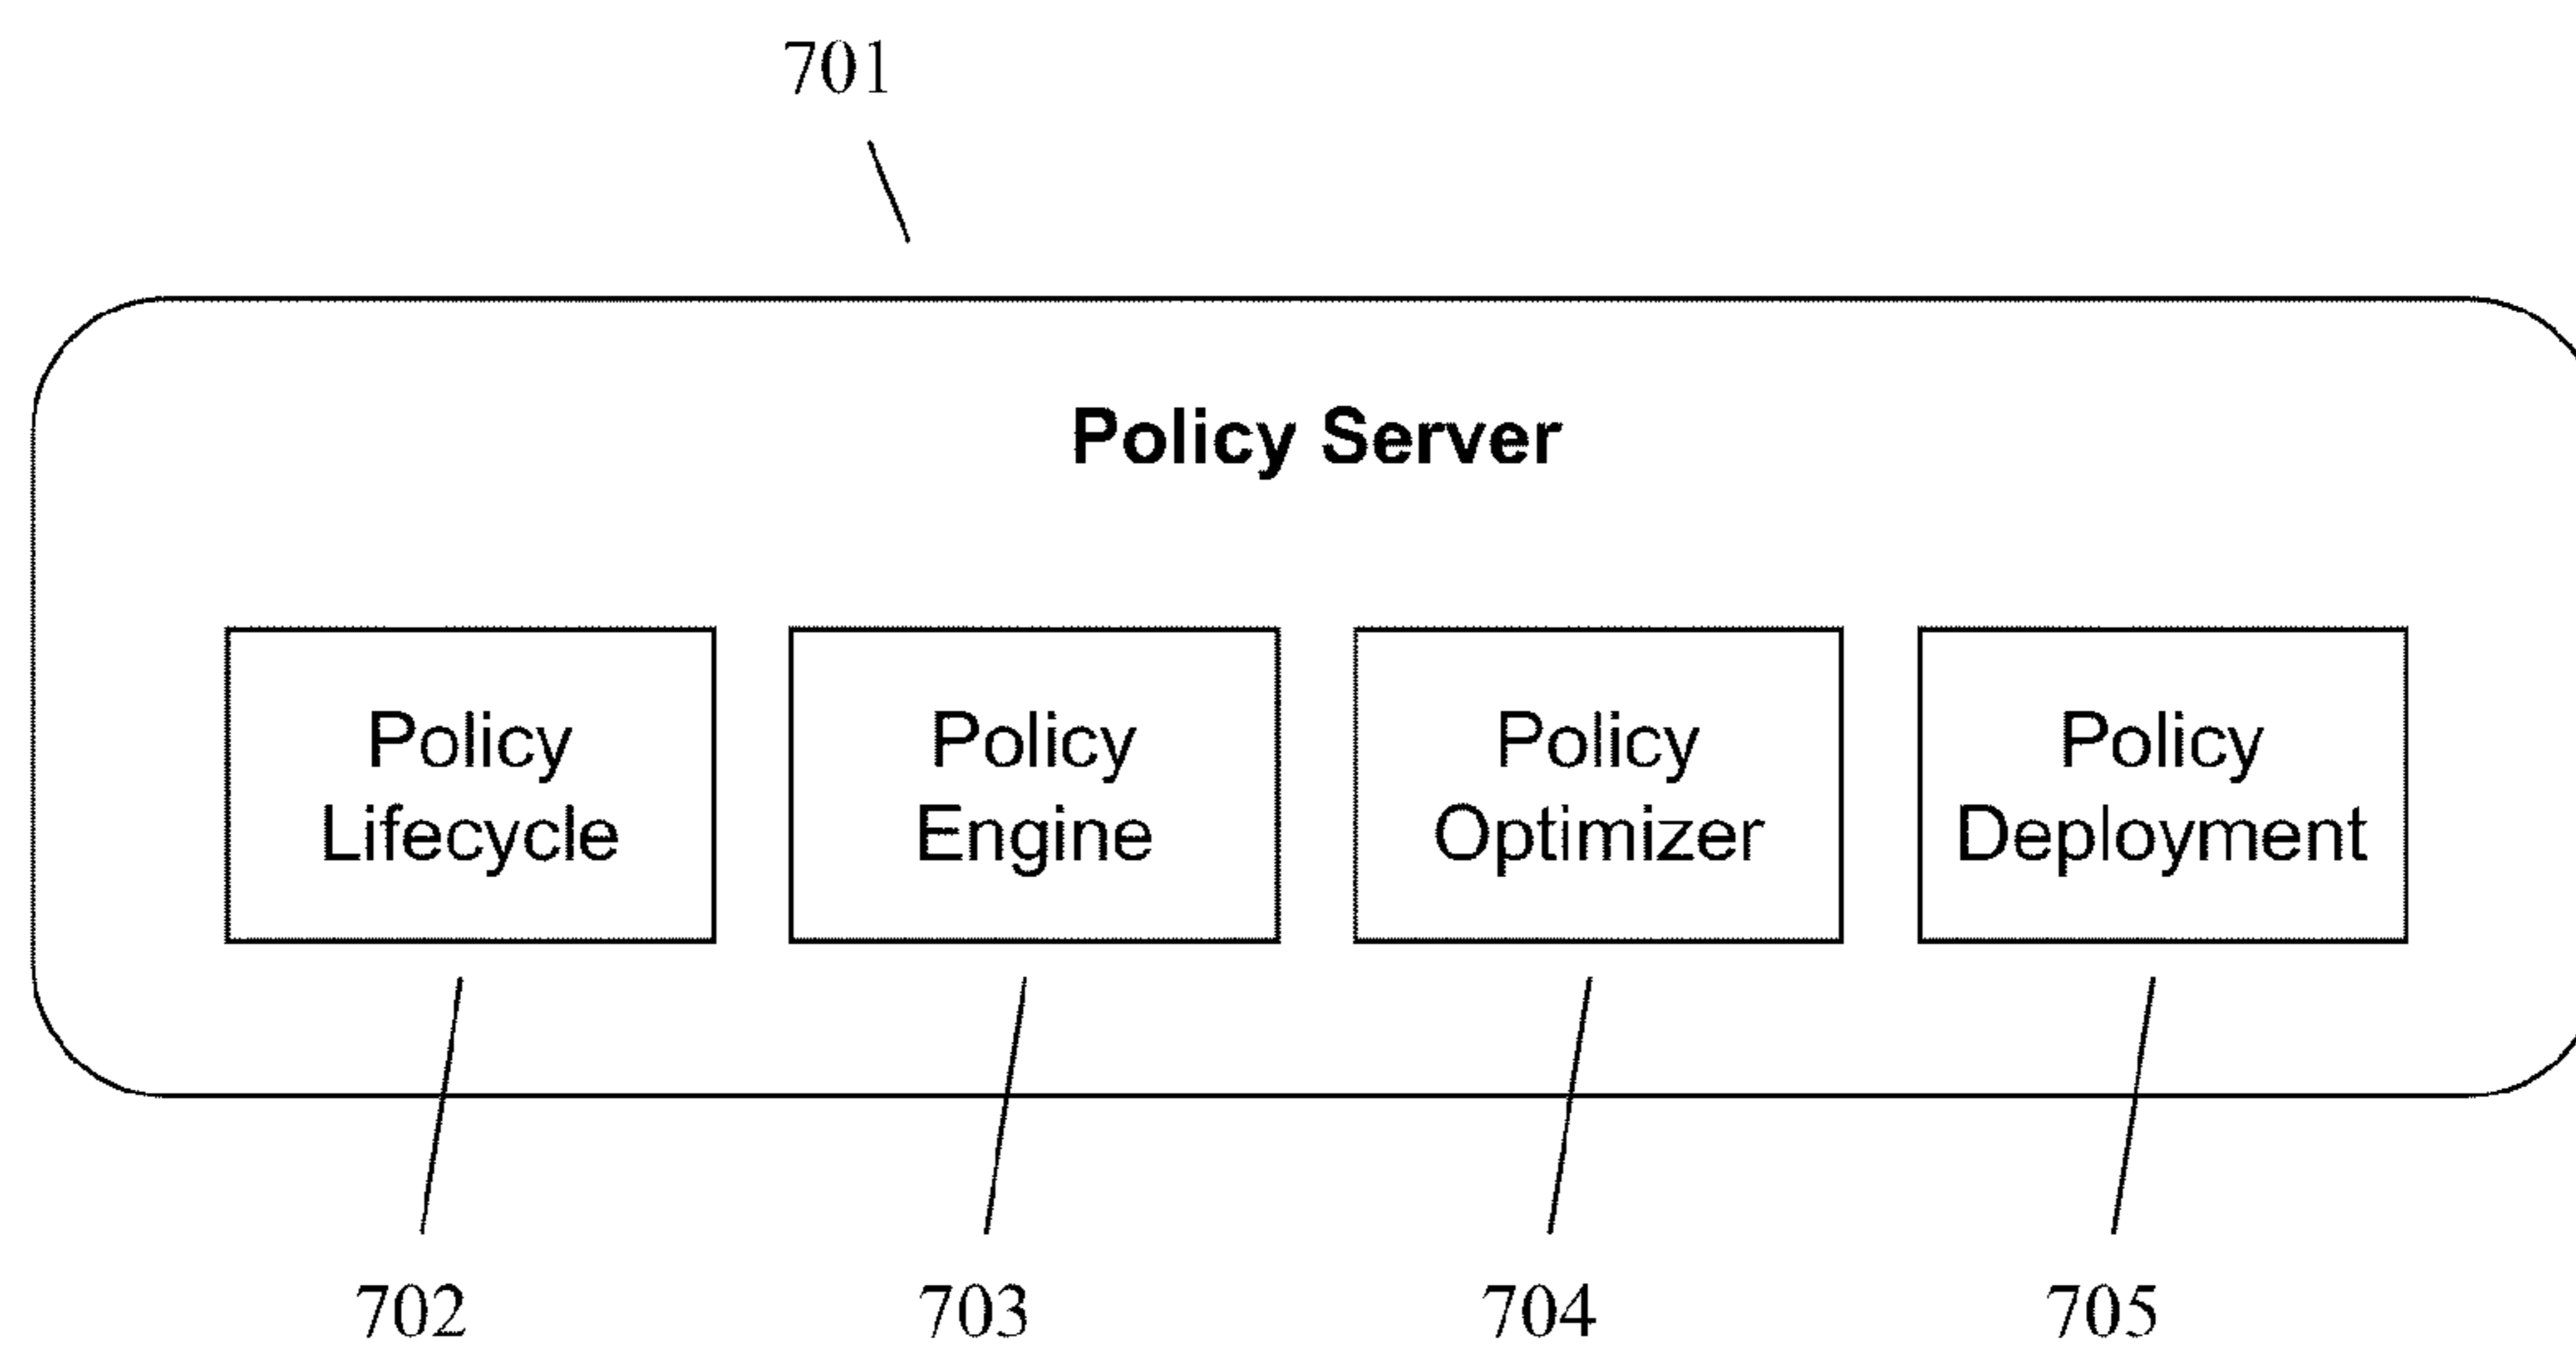 701
Policy Server
Policy
Lifecycle
Policy
Engine
Policy
Optimizer
Policy
Deployment
702
703
704
705